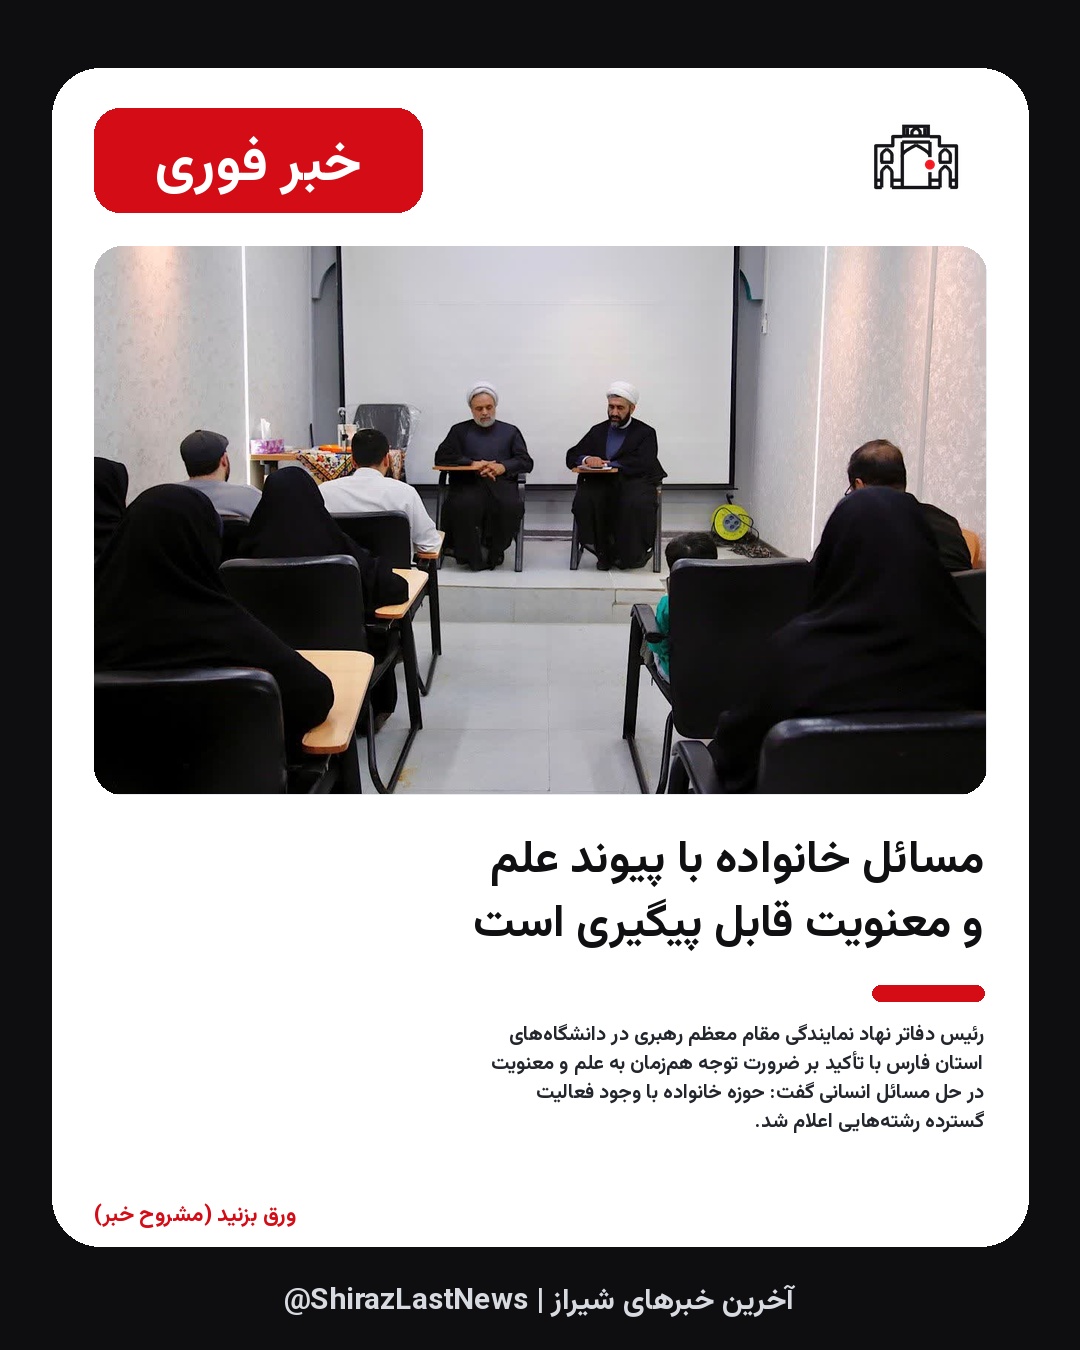 خبر فوری
مسائل خانواده با پیوند علم
و معنویت قابل پیگیری است
رئیس دفاتر نهاد نمایندگی مقام معظم رهبری در دانشگاه‌های
استان فارس با تأکید بر ضرورت توجه هم‌زمان به علم و معنویت
در حل مسائل انسانی گفت: حوزه خانواده با وجود فعالیت
گسترده رشته‌هایی اعلام شد.
ورق بزنید (مشروح خبر)
آخرین خبرهای شیراز | @ShirazLastNews